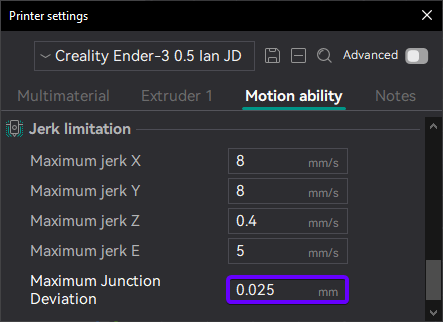 Printer settings
Creality Ender-3 0.5 Ian JD
Advanced
Multimaterial Extruder 1 Motion ability Notes
Jerk limitation
Maximum jerk X 8 mm/s
Maximum jerk Y 8 mm/s
Maximum jerk Z 0.4 mm/s
Maximum jerk E 5 mm/s
Maximum Junction
Deviation 0.025 mm